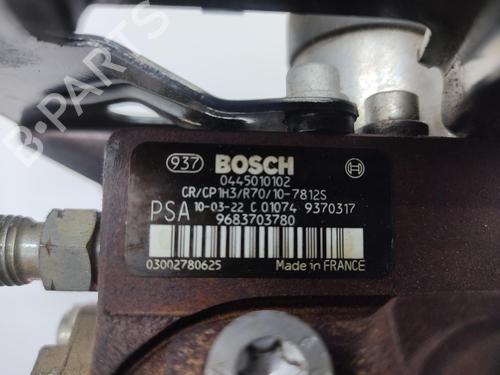 B-PARTS
937 BOSCH
0445010102
CR/CP1H3/R70/10-7812S
PSA 10-03-22 C 01074 9370317
9683703780
03002780625 Made in FRANCE